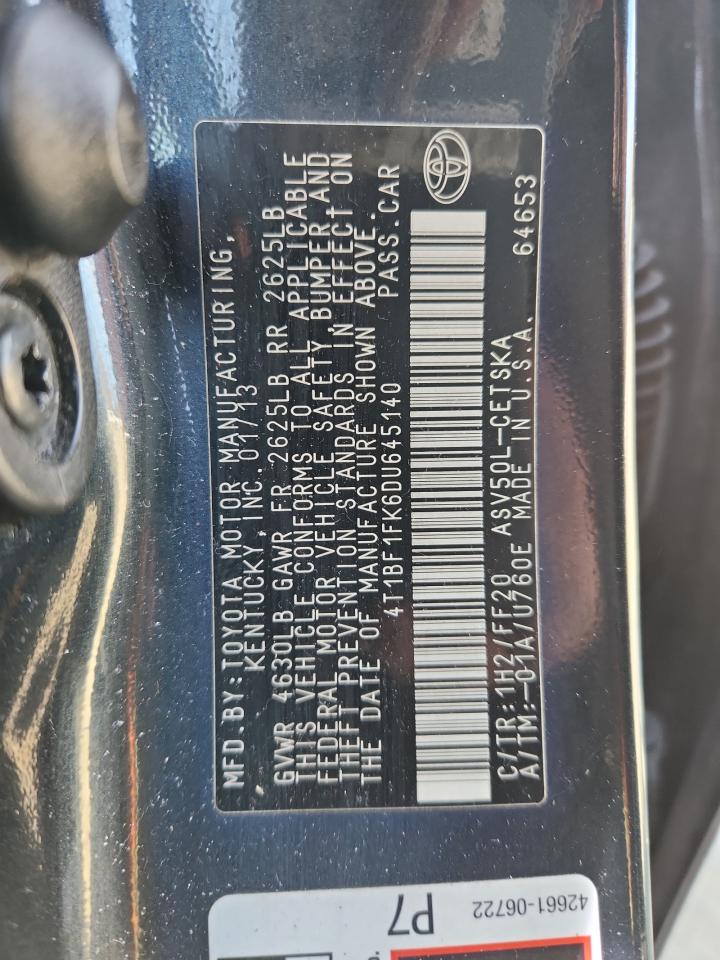 MFD.BY:TOYOTA MOTOR MANUFACTURING,
KENTUCKY,INC.01/13
GVWR 4630LB GAWR FR 2625LB RR 2625LB
THIS VEHICLE CONFORMS TO ALL APPLICABLE
FEDERAL MOTOR VEHICLE SAFETY,BUMPER,AND
THEFT PREVENTION STANDARDS IN EFFECT ON
THE DATE OF MANUFACTURE SHOWN ABOVE.
4T1BF1FK6DU645140 PASS.CAR
C/TR:1H2/FF20 ASV50L-CETSKA
A/TM:-01A/U760E MADE IN U.S.A. 64653
42661-06722
P7